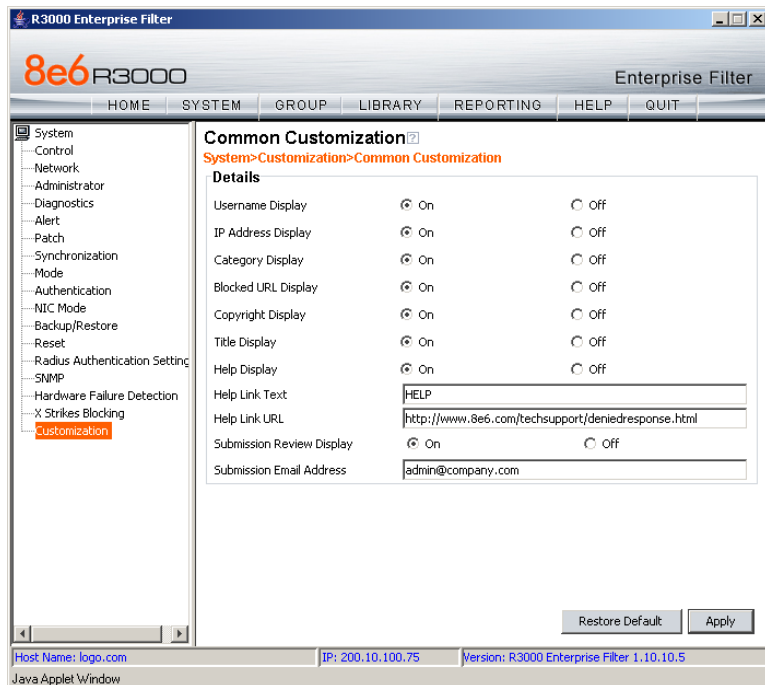 R3000 Enterprise Filter
8e6 R3000
Enterprise Filter
HOME SYSTEM GROUP LIBRARY REPORTING HELP QUIT
System
Control
Network
Administrator
Diagnostics
Alert
Patch
Synchronization
Mode
Authentication
NIC Mode
Backup/Restore
Reset
Radius Authentication Setting
SNMP
Hardware Failure Detection
X Strikes Blocking
Customization
Common Customization ?
System>Customization>Common Customization
Details
Username Display On Off
IP Address Display On Off
Category Display On Off
Blocked URL Display On Off
Copyright Display On Off
Title Display On Off
Help Display On Off
Help Link Text HELP
Help Link URL http://www.8e6.com/techsupport/deniedresponse.html
Submission Review Display On Off
Submission Email Address admin@company.com
Restore Default Apply
Host Name: logo.com IP: 200.10.100.75 Version: R3000 Enterprise Filter 1.10.10.5
Java Applet Window